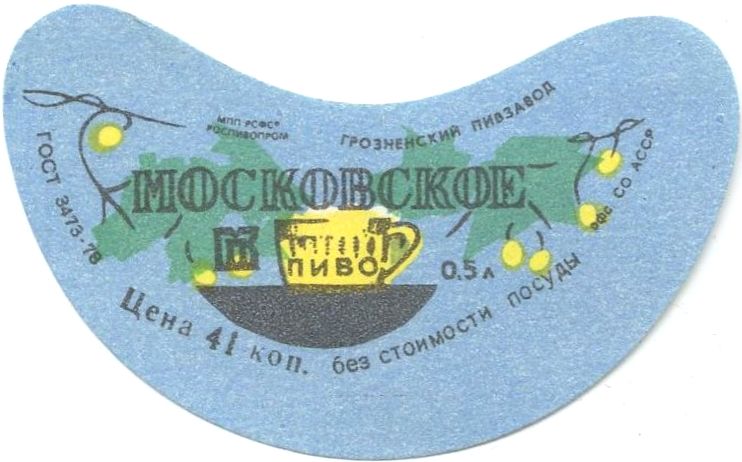 МПП РСФСР
РОСПИВОПРОМ
ГРОЗНЕНСКИЙ ПИВЗАВОД
ГОСТ 3473-78
МОСКОВСКОЕ
ПИВО
0,5 л
РФС СО АССР
Цена 41 коп. без стоимости посуды